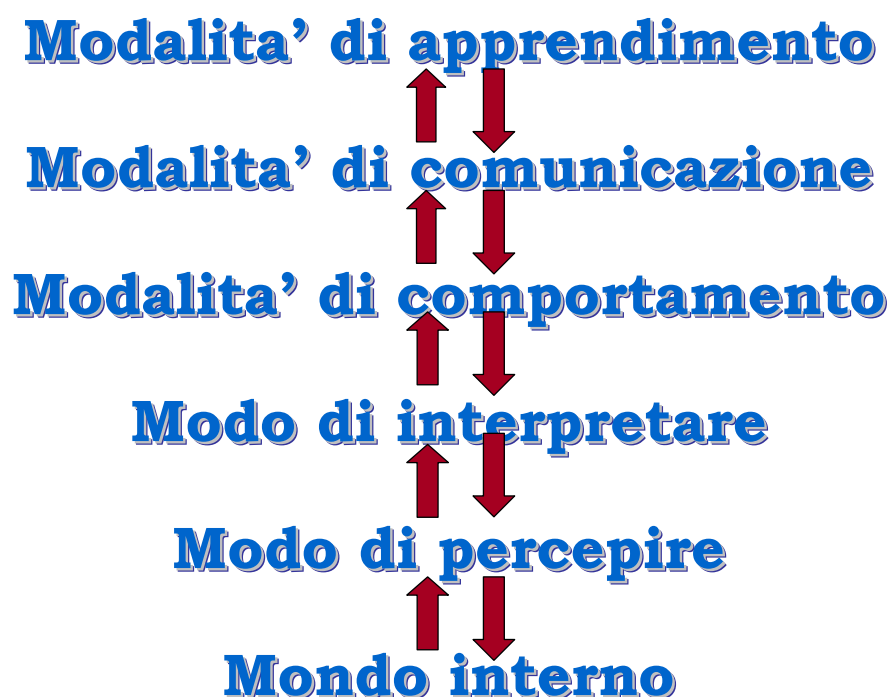 Modalita’ di apprendimento
Modalita’ di comunicazione
Modalita’ di comportamento
Modo di interpretare
Modo di percepire
Mondo interno